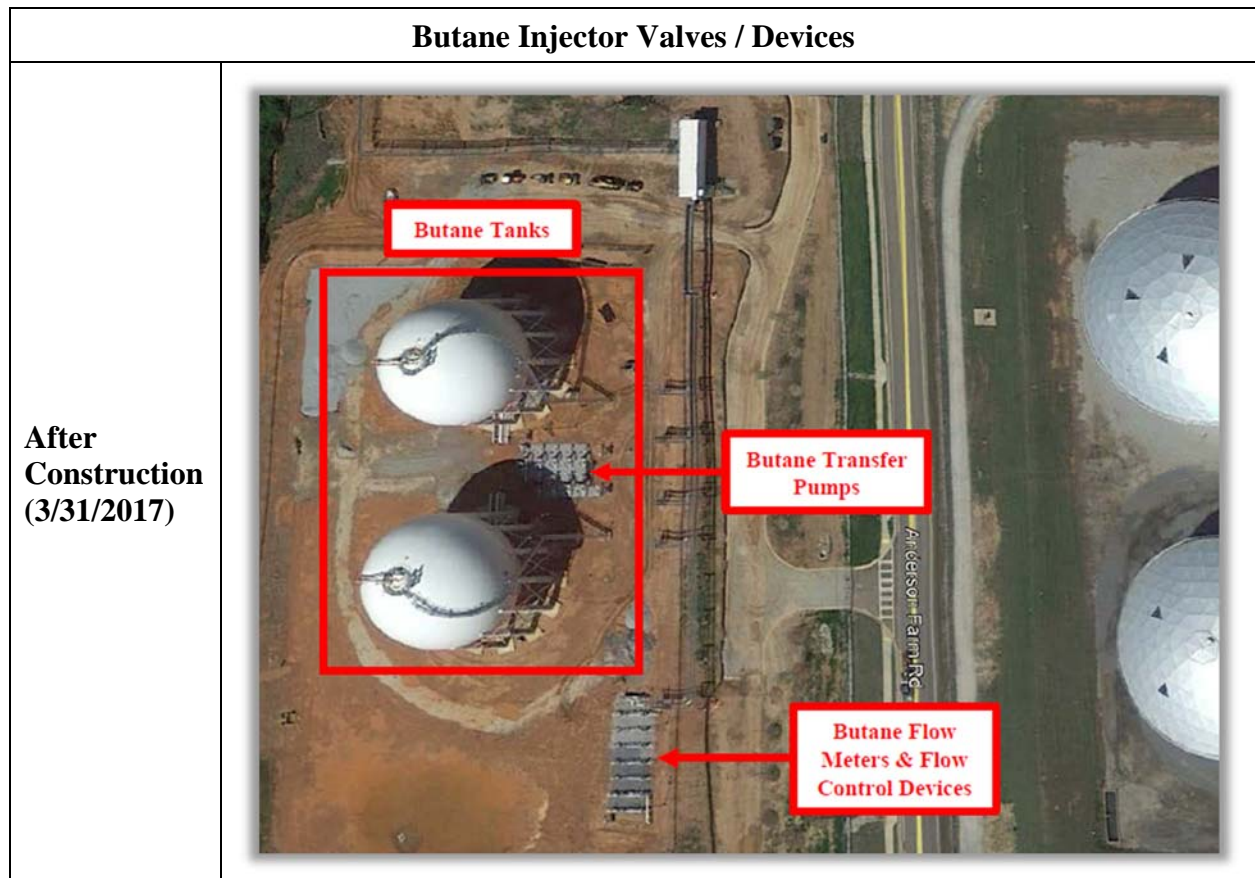 Butane Injector Valves / Devices
After
Construction
(3/31/2017)
Butane Tanks
Butane Transfer
Pumps
Anderson Farm Rd
Butane Flow
Meters & Flow
Control Devices